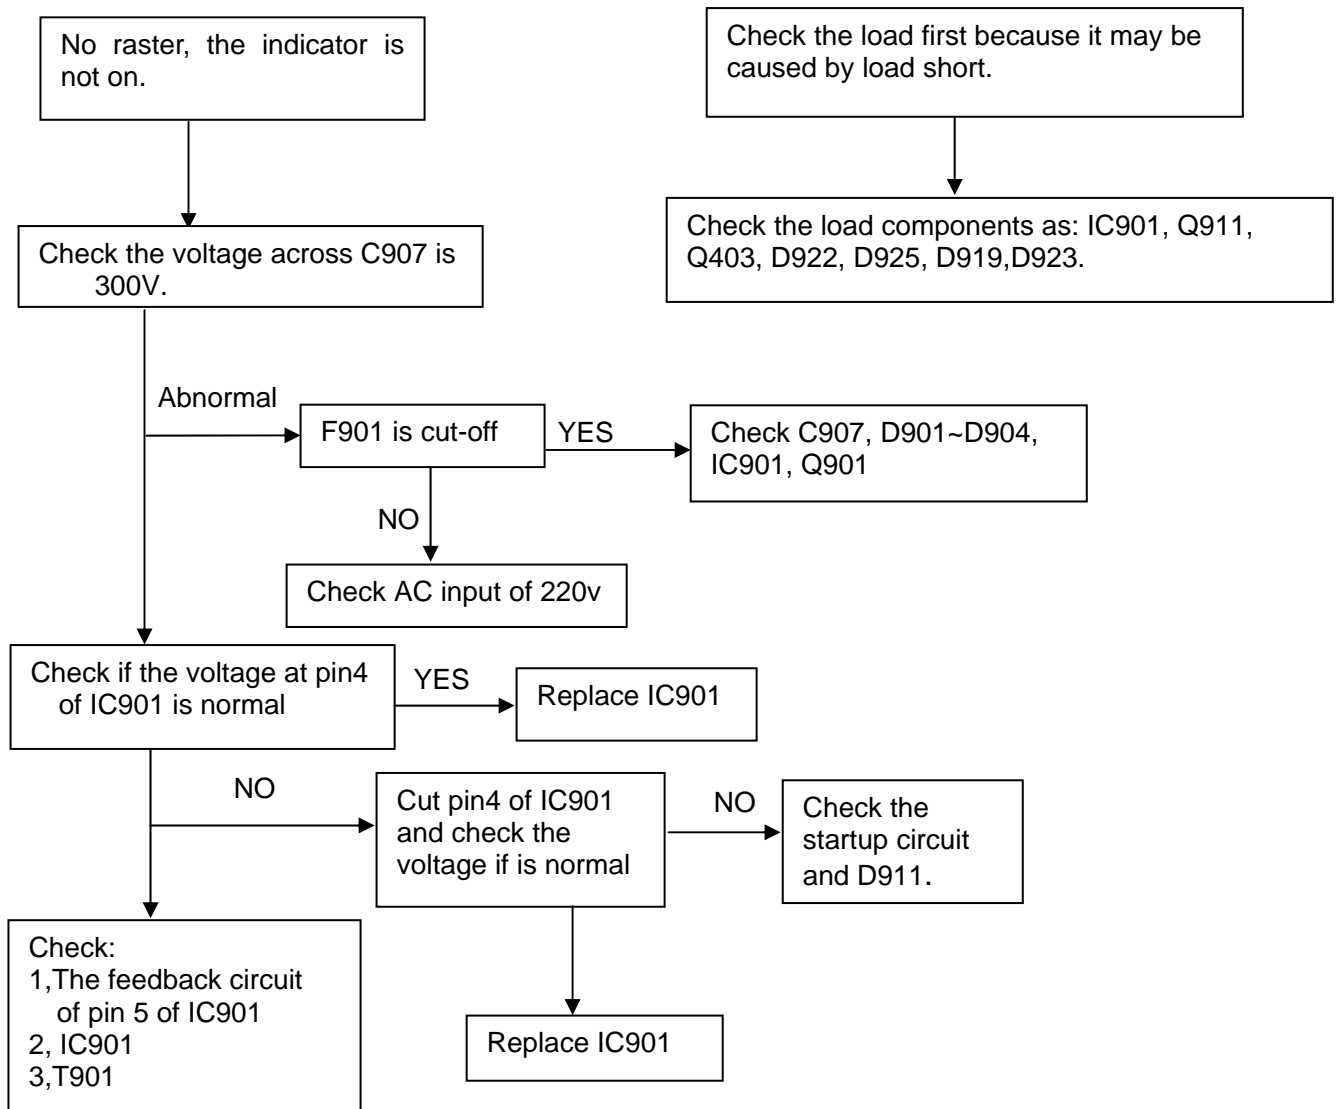 No raster, the indicator is
not on.
Check the load first because it may be
caused by load short.
Check the voltage across C907 is
300V.
Check the load components as: IC901, Q911,
Q403, D922, D925, D919,D923.
Abnormal
F901 is cut-off
YES
Check C907, D901~D904,
IC901, Q901
NO
Check AC input of 220v
Check if the voltage at pin4
of IC901 is normal
YES
Replace IC901
NO
Cut pin4 of IC901
and check the
voltage if is normal
NO
Check the
startup circuit
and D911.
Check:
1,The feedback circuit
of pin 5 of IC901
2, IC901
3,T901
Replace IC901